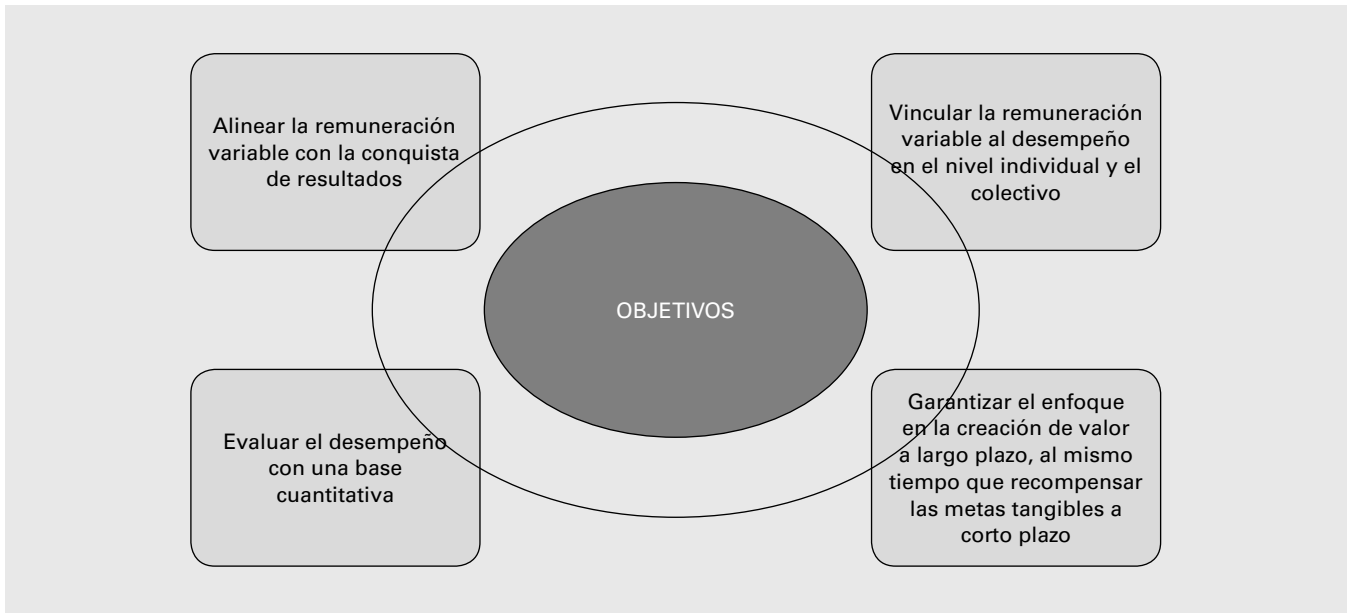 Alinear la remuneración
variable con la conquista
de resultados
Vincular la remuneración
variable al desempeño
en el nivel individual y el
colectivo
OBJETIVOS
Evaluar el desempeño
con una base
cuantitativa
Garantizar el enfoque
en la creación de valor
a largo plazo, al mismo
tiempo que recompensar
las metas tangibles a
corto plazo